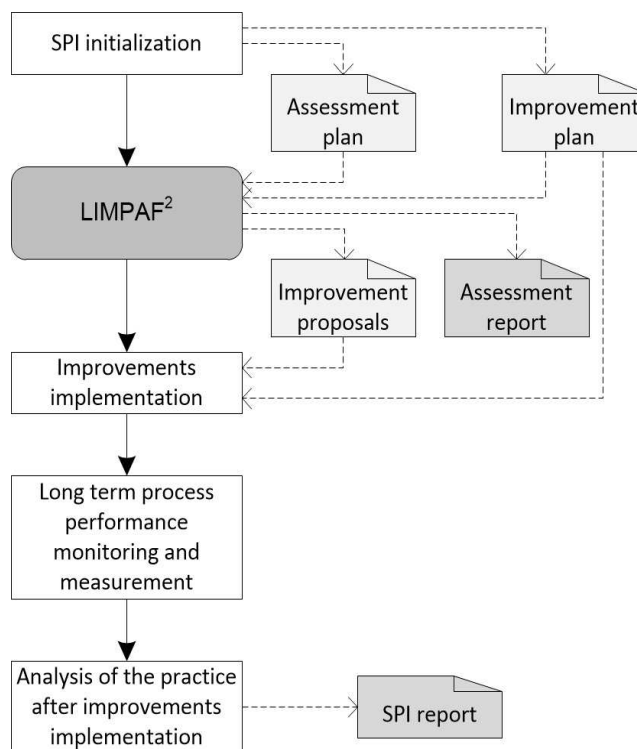 SPI initialization
Assessment
plan
Improvement
plan
LIMPAF²
Improvement
proposals
Assessment
report
Improvements
implementation
Long term process
performance
monitoring and
measurement
Analysis of the practice
after improvements
implementation
SPI report